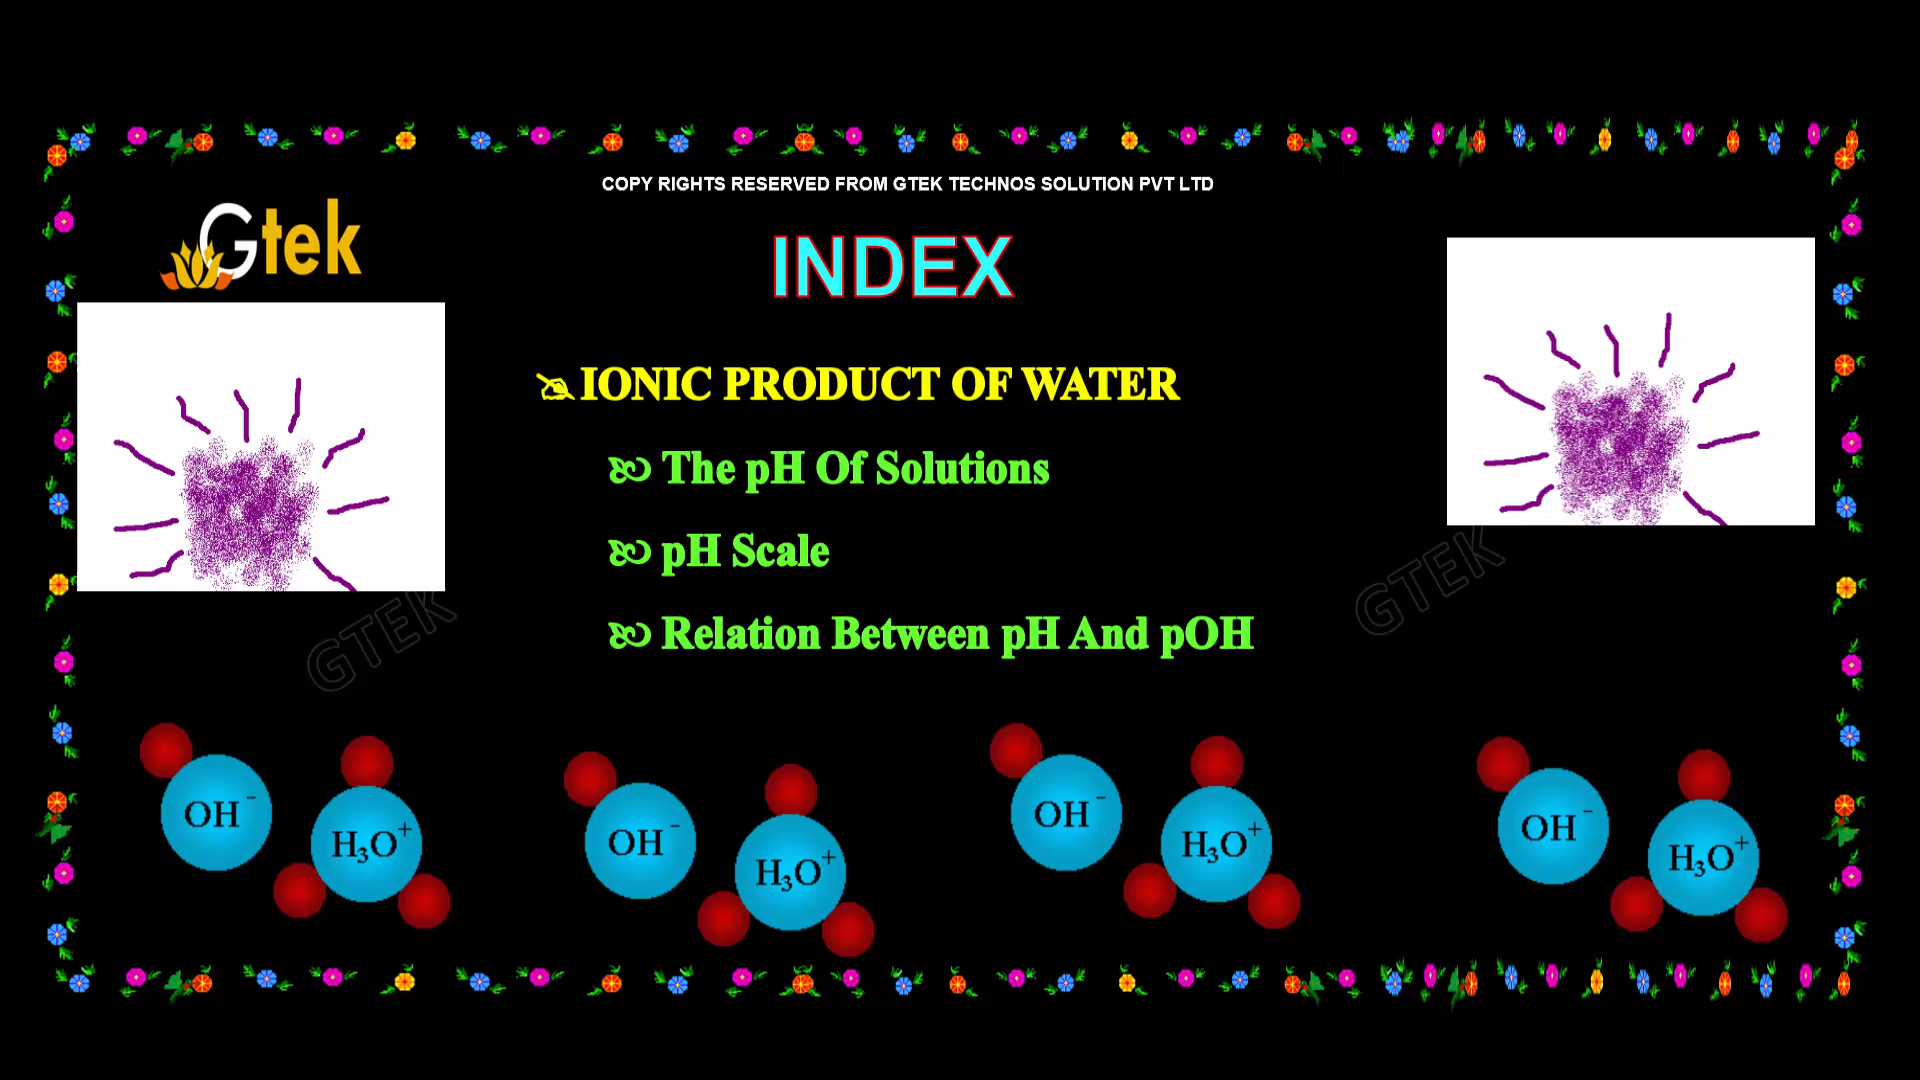 COPY RIGHTS RESERVED FROM GTEK TECHNOS SOLUTION PVT LTD
Gtek
INDEX
IONIC PRODUCT OF WATER
The pH Of Solutions
pH Scale
Relation Between pH And pOH
GTEK
GTEK
OH⁻
H₃O⁺
OH⁻
H₃O⁺
OH⁻
H₃O⁺
OH⁻
H₃O⁺